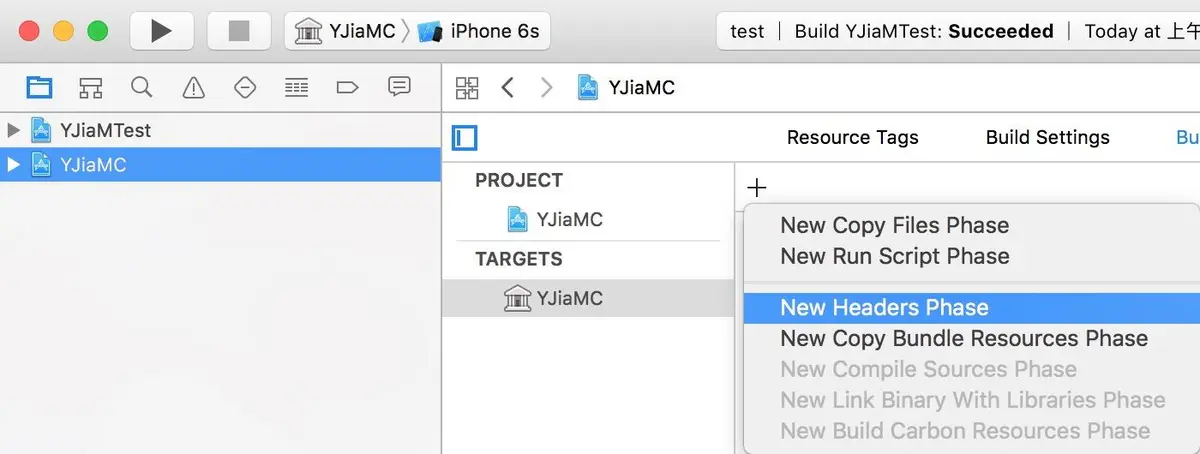 YJiaMC iPhone 6s test Build YJiaMTest: Succeeded Today at 上午
YJiaMC
YJiaMTest
YJiaMC
Resource Tags Build Settings Bu
PROJECT
YJiaMC
TARGETS
YJiaMC
New Copy Files Phase
New Run Script Phase
New Headers Phase
New Copy Bundle Resources Phase
New Compile Sources Phase
New Link Binary With Libraries Phase
New Build Carbon Resources Phase